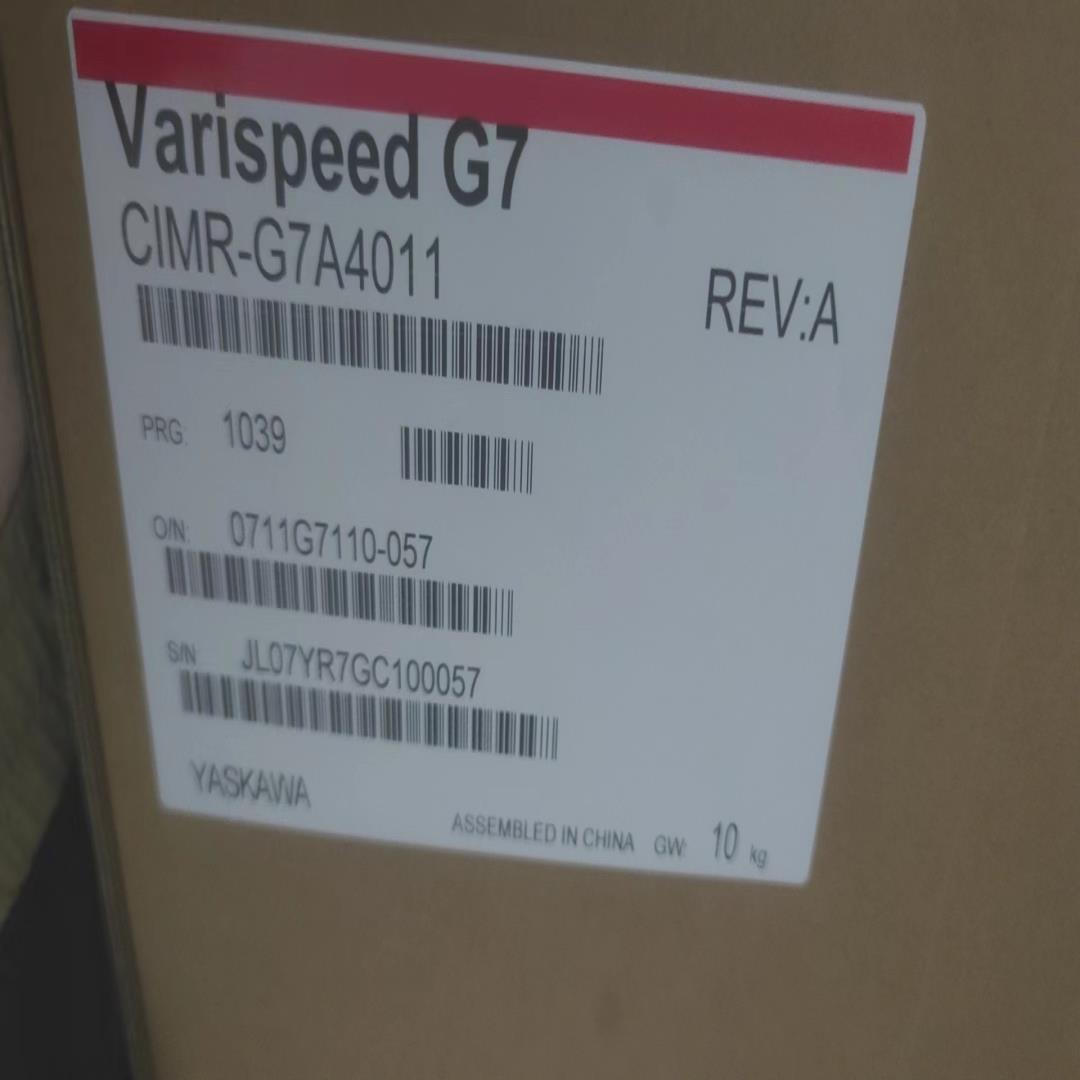 Varispeed G7
CIMR-G7A4011
REV:A
PRG: 1039
O/N: 0711G7110-057
S/N JL07YR7GC100057
YASKAWA
ASSEMBLED IN CHINA GW: 10 kg